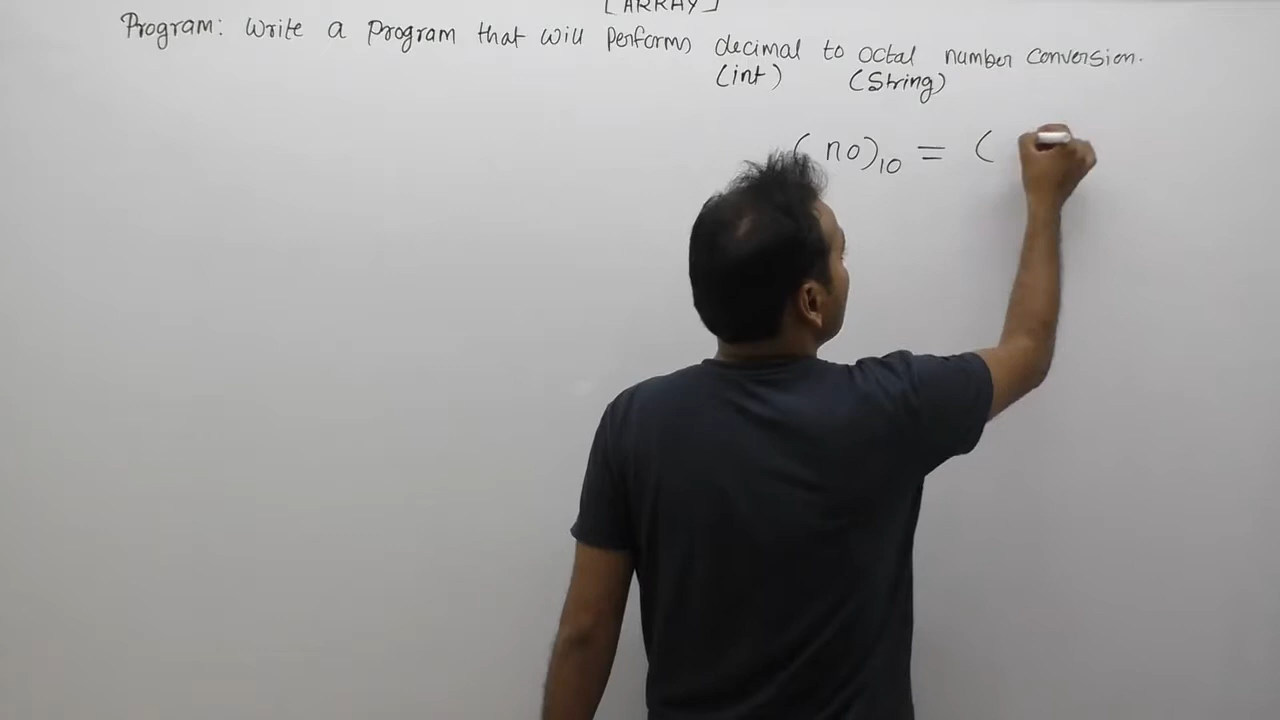 [ARRAY]
Program: Write a program that will performs decimal to octal number conversion.
(int) (String)
( no)10 = (